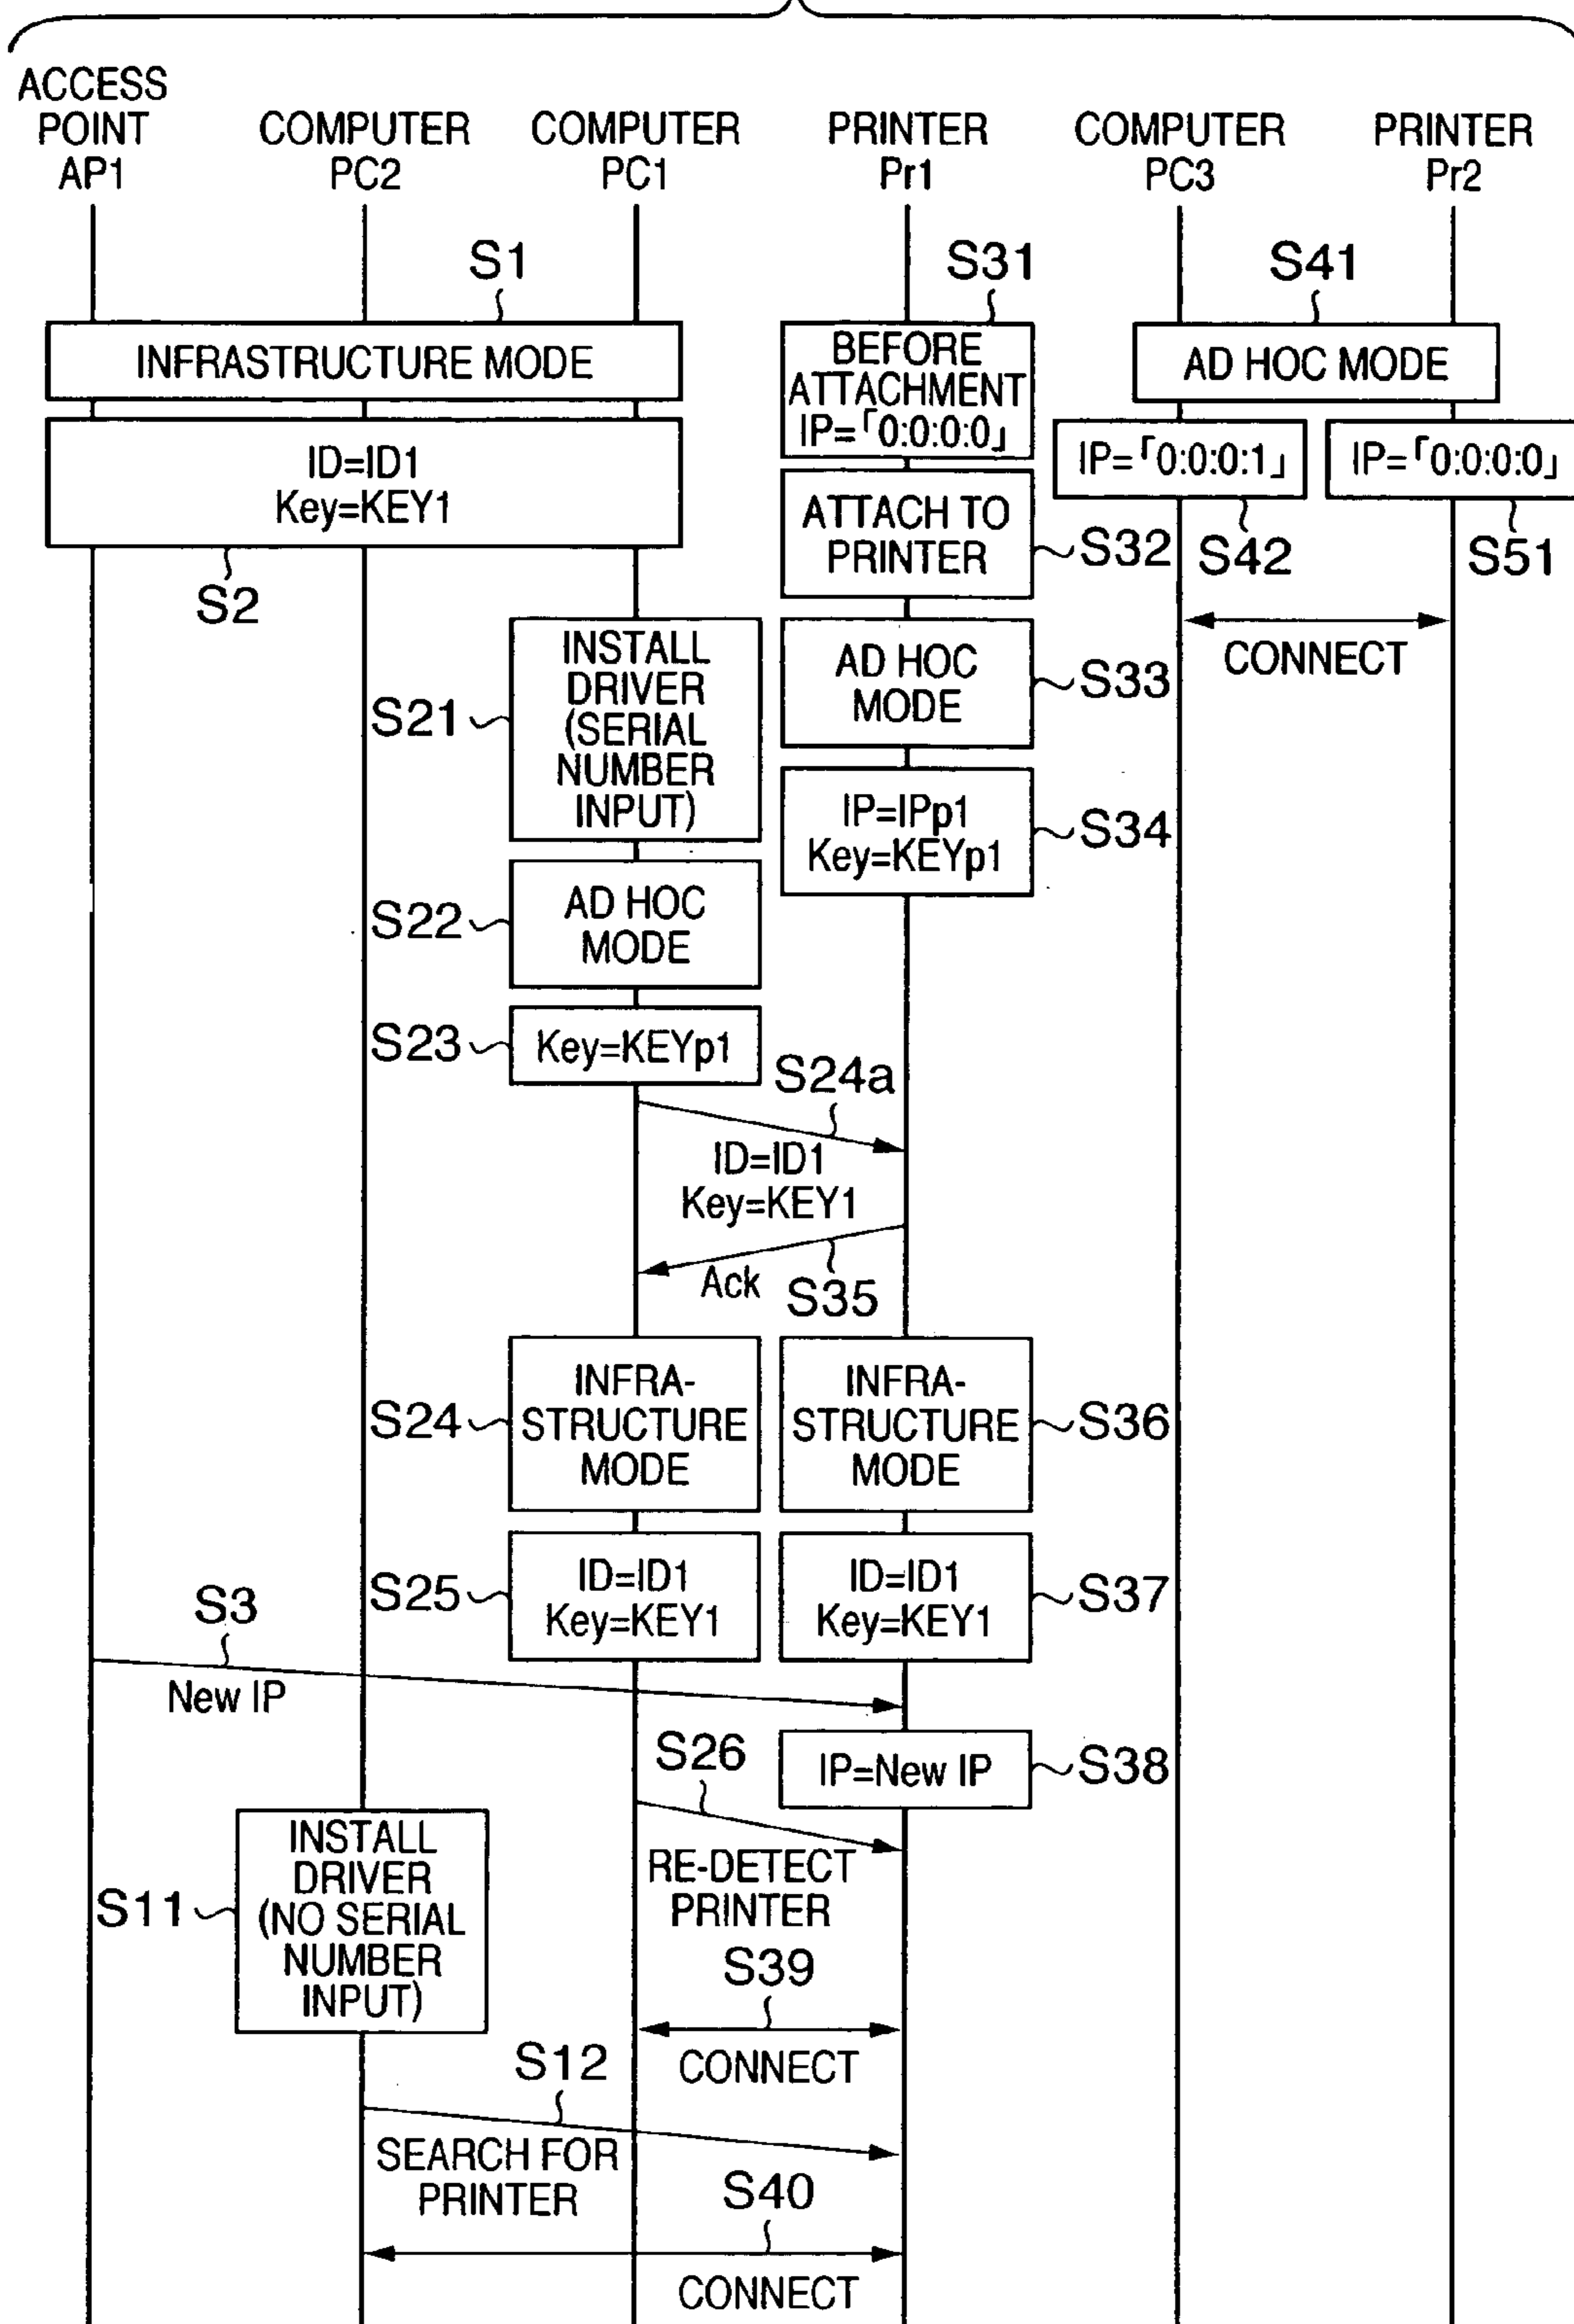 ACCESS
POINT
AP1
COMPUTER
PC2
COMPUTER
PC1
PRINTER
Pr1
COMPUTER
PC3
PRINTER
Pr2
S1
S31
S41
INFRASTRUCTURE MODE
BEFORE
ATTACHMENT
IP=「0:0:0:0」
AD HOC MODE
ID=ID1
Key=KEY1
S2
IP=「0:0:0:1」
S42
IP=「0:0:0:0」
S51
ATTACH TO
PRINTER
S32
CONNECT
INSTALL
DRIVER
(SERIAL
NUMBER
INPUT)
S21
AD HOC
MODE
S33
IP=IPp1
Key=KEYp1
S34
AD HOC
MODE
S22
Key=KEYp1
S23
S24a
ID=ID1
Key=KEY1
Ack
S35
S24
INFRA-
STRUCTURE
MODE
INFRA-
STRUCTURE
MODE
S36
S25
ID=ID1
Key=KEY1
ID=ID1
Key=KEY1
S37
S3
New IP
IP=New IP
S38
S26
RE-DETECT
PRINTER
S11
INSTALL
DRIVER
(NO SERIAL
NUMBER
INPUT)
S39
CONNECT
S12
SEARCH FOR
PRINTER
S40
CONNECT